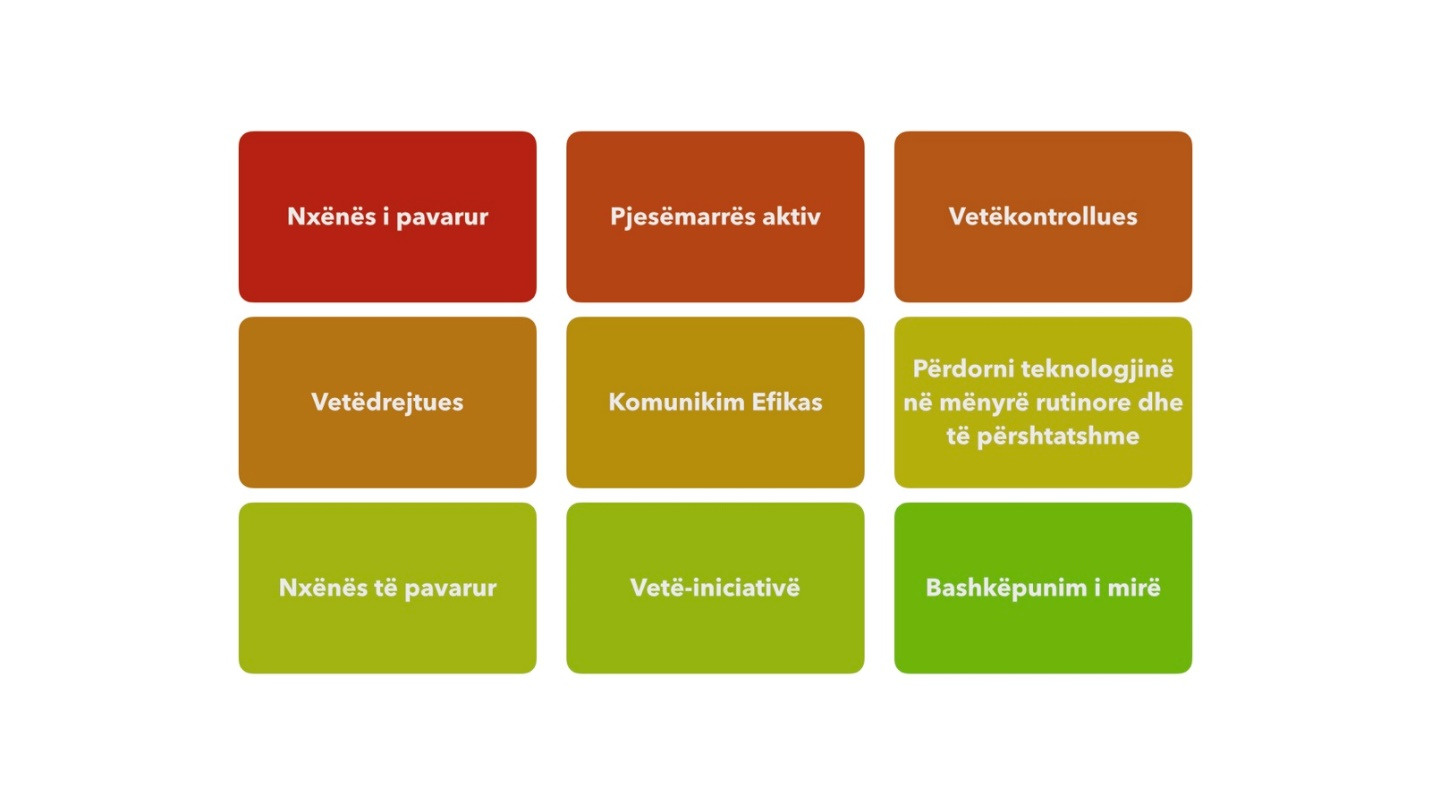 Nxënës i pavarur
Pjesëmarrës aktiv
Vetëkontrollues
Vetëdrejtues
Komunikim Efikas
Përdorni teknologjinë
në mënyrë rutinore dhe
të përshtatshme
Nxënës të pavarur
Vetë-iniciativë
Bashkëpunim i mirë